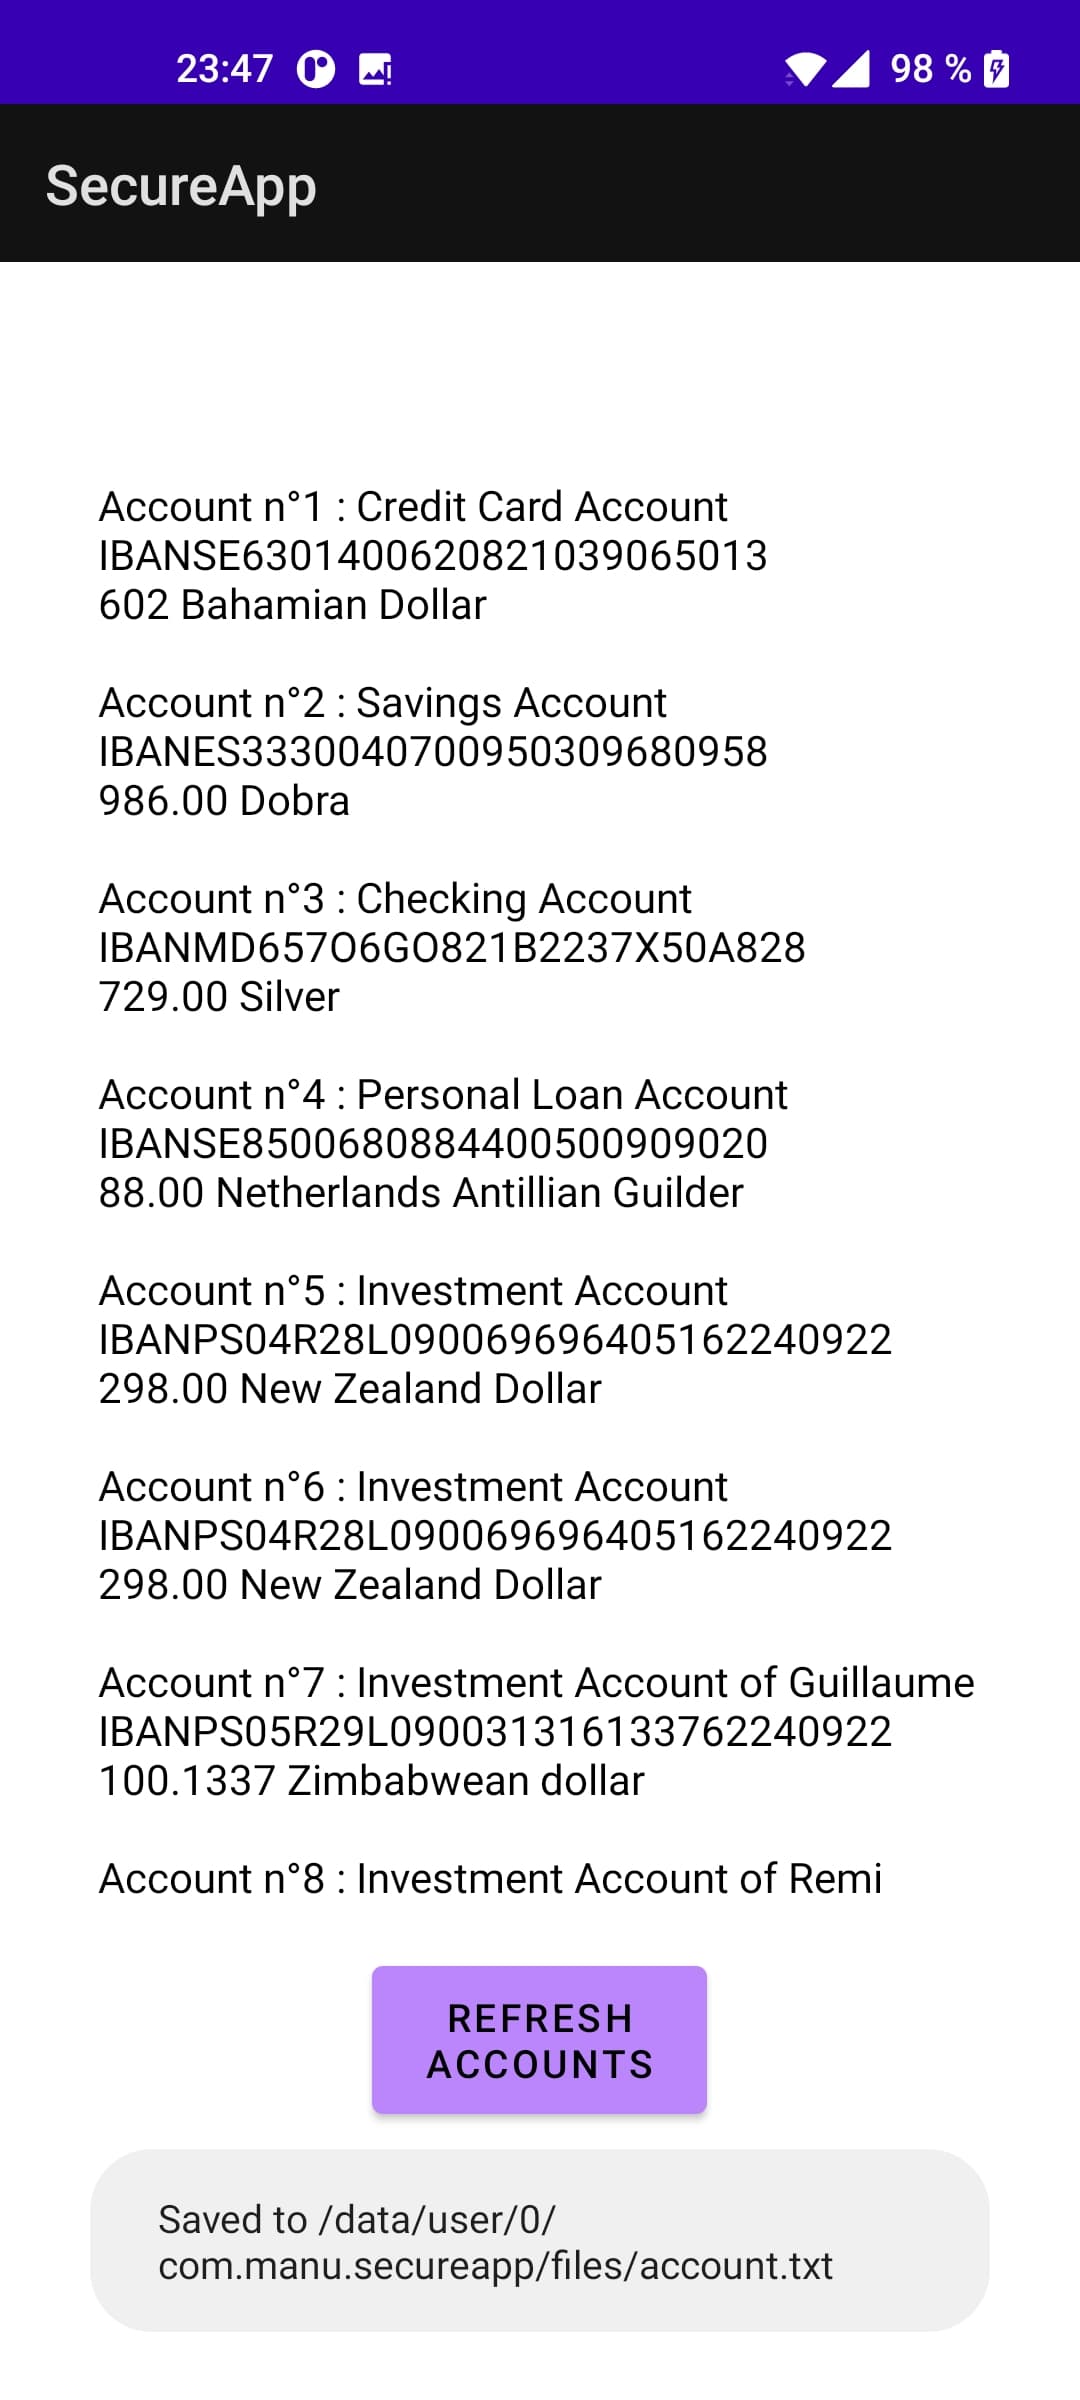 23:47
98 %
SecureApp
Account n°1 : Credit Card Account
IBANSE6301400620821039065013
602 Bahamian Dollar
Account n°2 : Savings Account
IBANES3330040700950309680958
986.00 Dobra
Account n°3 : Checking Account
IBANMD657O6GO821B2237X50A828
729.00 Silver
Account n°4 : Personal Loan Account
IBANSE8500680884400500909020
88.00 Netherlands Antillian Guilder
Account n°5 : Investment Account
IBANPS04R28L090069696405162240922
298.00 New Zealand Dollar
Account n°6 : Investment Account
IBANPS04R28L090069696405162240922
298.00 New Zealand Dollar
Account n°7 : Investment Account of Guillaume
IBANPS05R29L090031316133762240922
100.1337 Zimbabwean dollar
Account n°8 : Investment Account of Remi
REFRESH
ACCOUNTS
Saved to /data/user/0/
com.manu.secureapp/files/account.txt